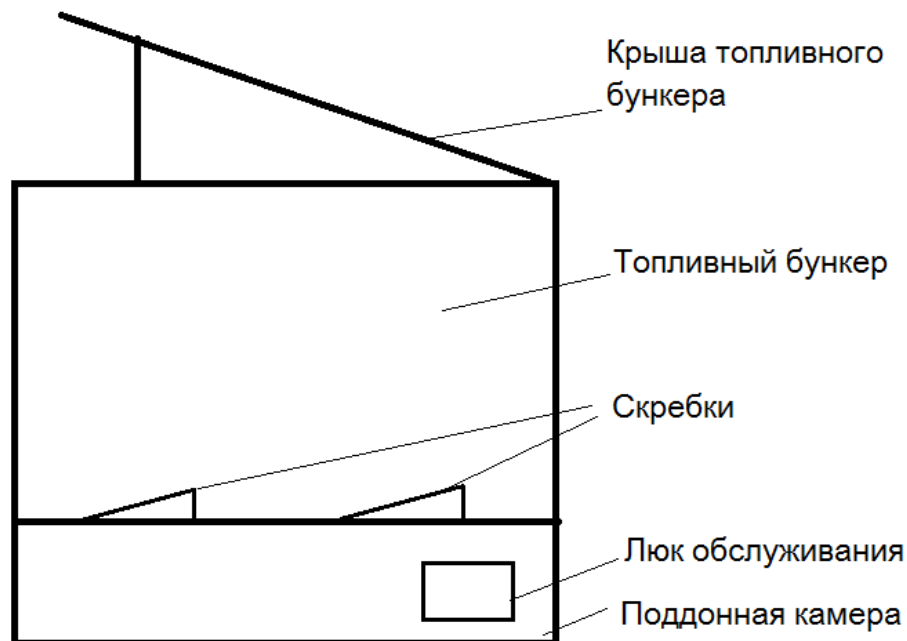 Крыша топливного
бункера
Топливный бункер
Скребки
Люк обслуживания
Поддонная камера